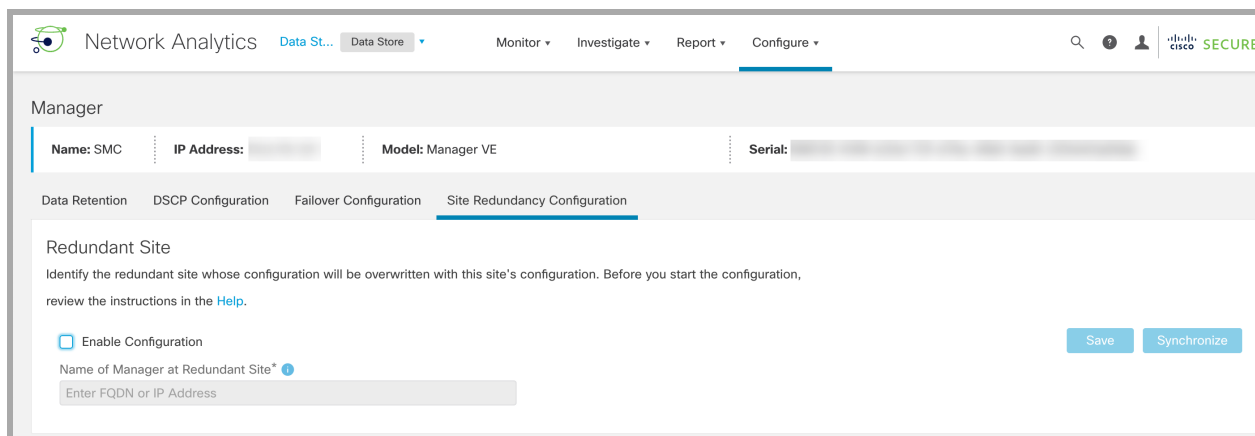 Network Analytics Data St... Data Store Monitor Investigate Report Configure cisco SECURE
Manager
Name: SMC IP Address: Model: Manager VE Serial:
Data Retention DSCP Configuration Failover Configuration Site Redundancy Configuration
Redundant Site
Identify the redundant site whose configuration will be overwritten with this site's configuration. Before you start the configuration,
review the instructions in the Help.
Enable Configuration Save Synchronize
Name of Manager at Redundant Site* i
Enter FQDN or IP Address